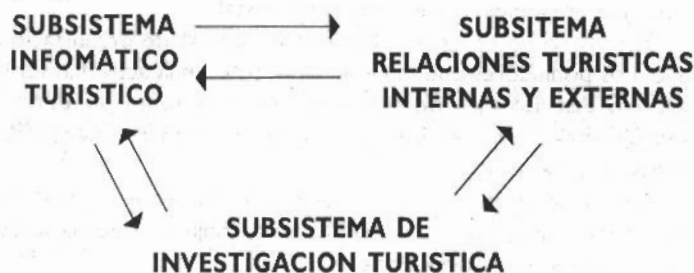 SUBSISTEMA
INFOMATICO
TURISTICO
SUBSITEMA
RELACIONES TURISTICAS
INTERNAS Y EXTERNAS
SUBSISTEMA DE
INVESTIGACION TURISTICA